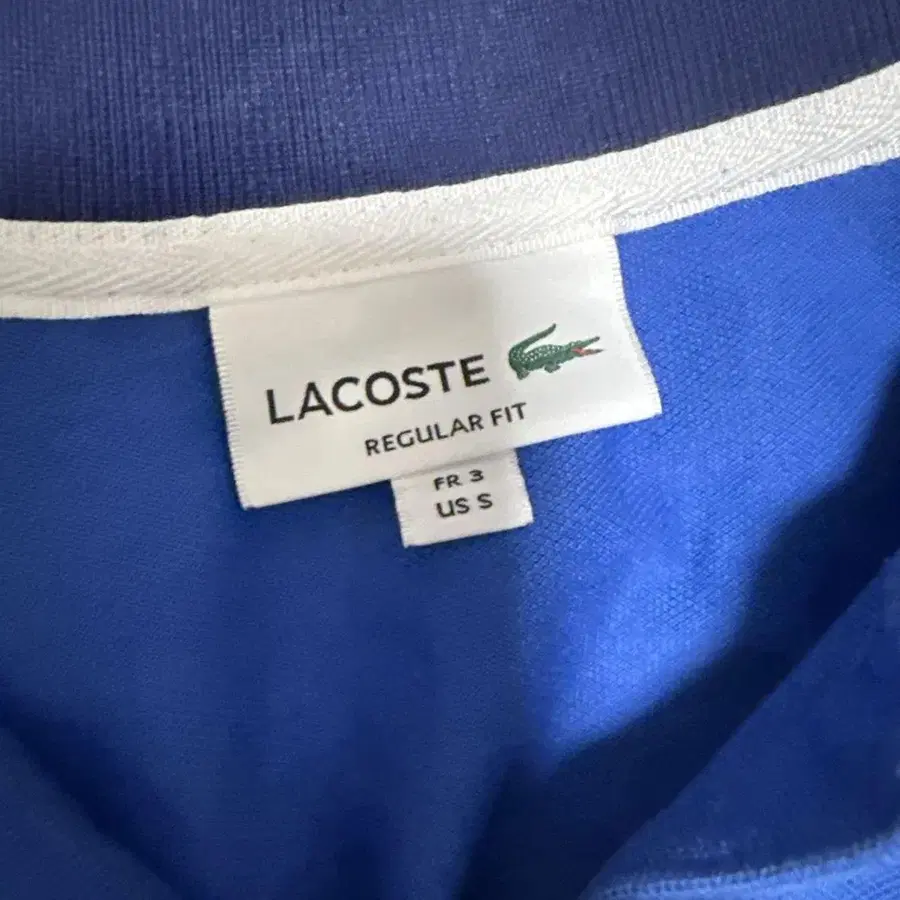 LACOSTE
REGULAR FIT
FR 3
US S